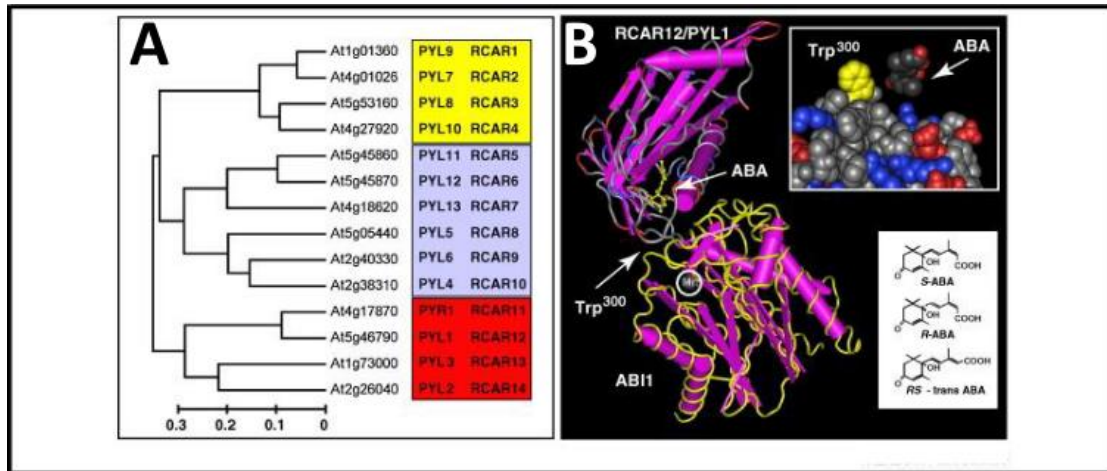 A
At1g01360 PYL9 RCAR1
At4g01026 PYL7 RCAR2
At5g53160 PYL8 RCAR3
At4g27920 PYL10 RCAR4
At5g45860 PYL11 RCAR5
At5g45870 PYL12 RCAR6
At4g18620 PYL13 RCAR7
At5g05440 PYL5 RCAR8
At2g40330 PYL6 RCAR9
At2g38310 PYL4 RCAR10
At4g17870 PYR1 RCAR11
At5g46790 PYL1 RCAR12
At1g73000 PYL3 RCAR13
At2g26040 PYL2 RCAR14
0.3 0.2 0.1 0
B
RCAR12/PYL1
Trp300
ABA
ABA
Trp300
ABI1
OH
COOH
O
S-ABA
OH
COOH
O
R-ABA
COOH
OH
O
RS - trans ABA